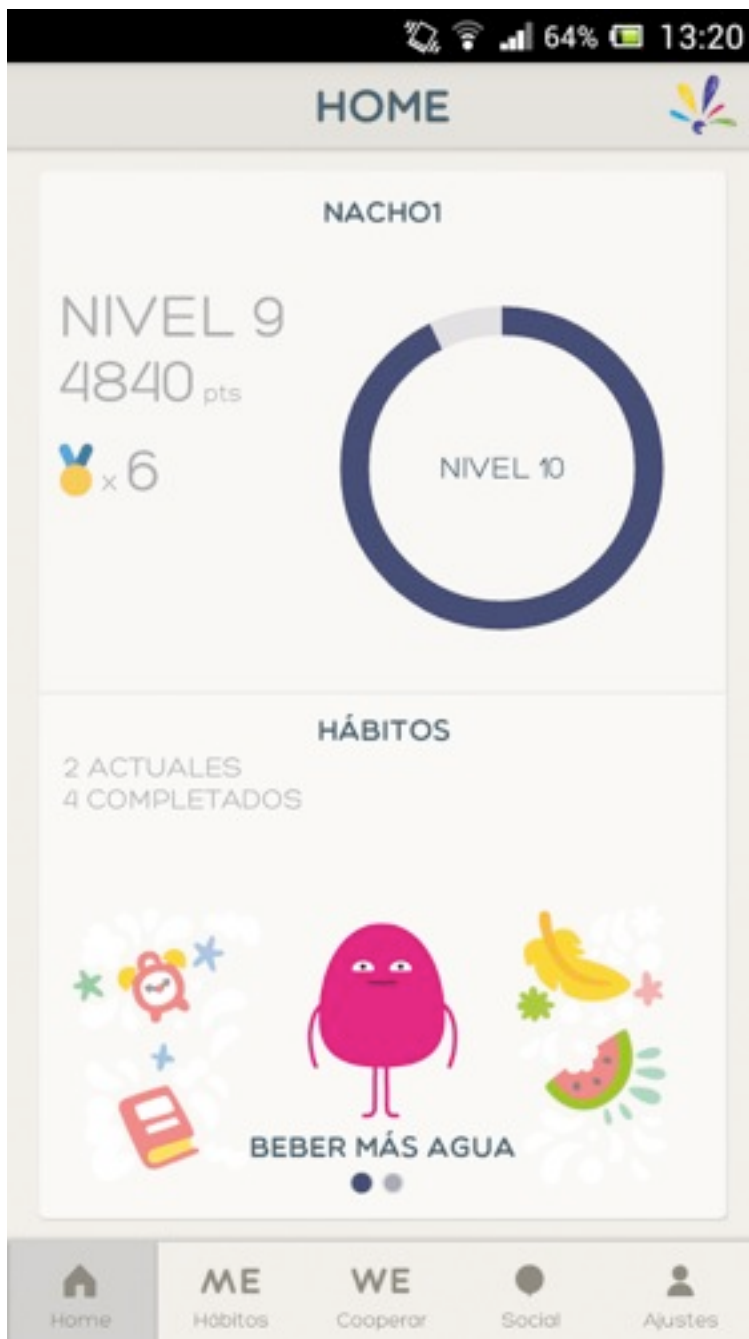 64% 13:20
HOME
NACHO1
NIVEL 9
4840 pts
x 6
NIVEL 10
HÁBITOS
2 ACTUALES
4 COMPLETADOS
BEBER MÁS AGUA
ME WE
Home Hábitos Cooperar Social Ajustes